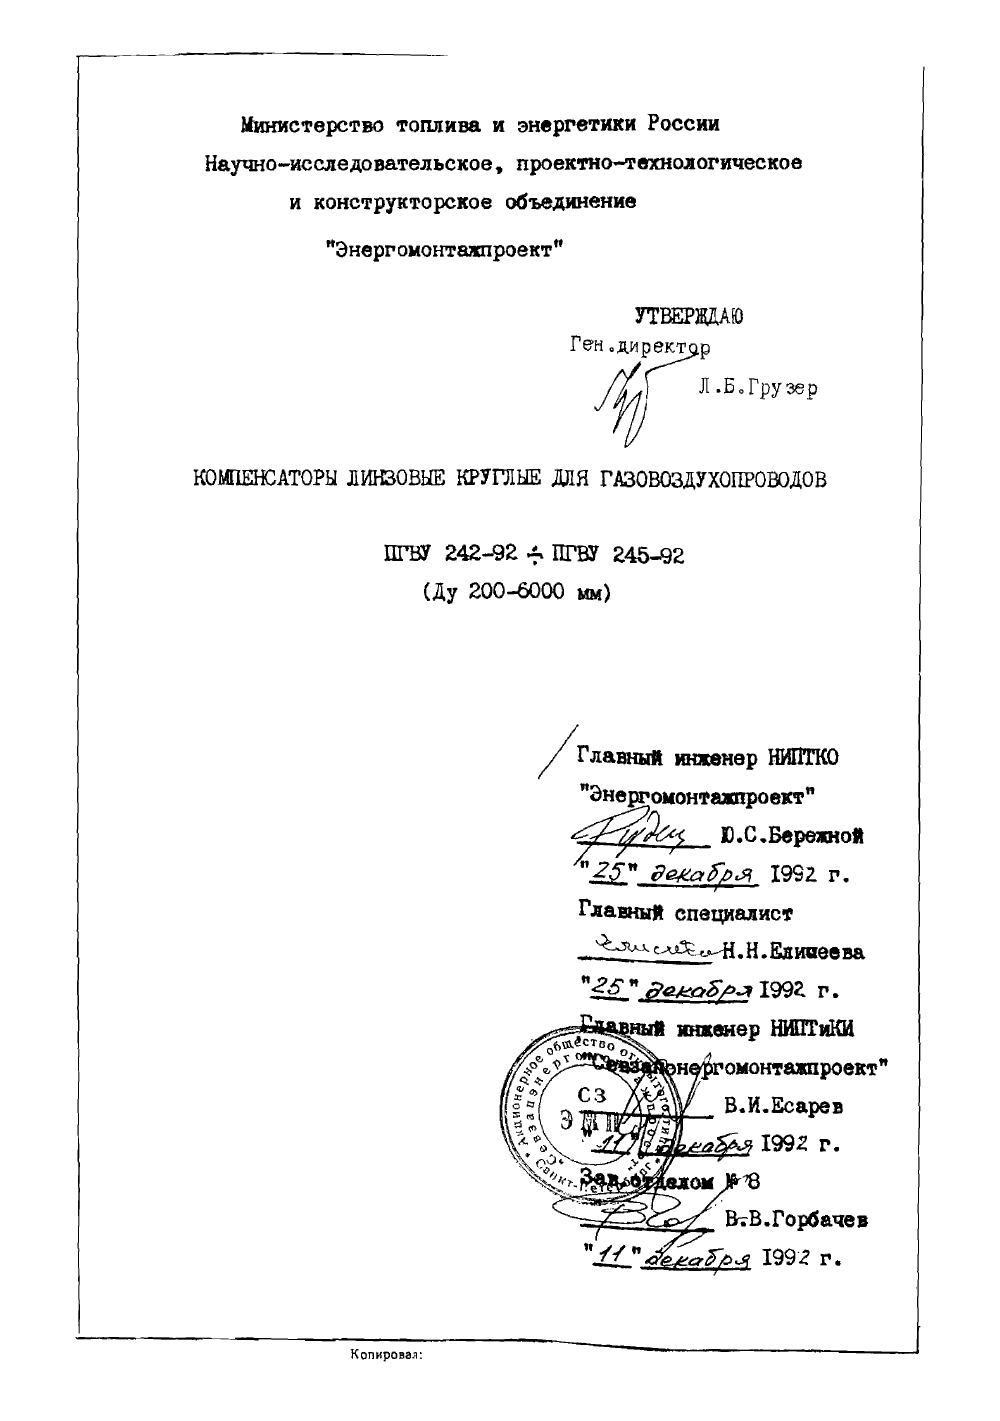 Министерство топлива и энергетики России
Научно-исследовательское, проектно-технологическое
и конструкторское объединение
"Энергомонтажпроект"
УТВЕРЖДАЮ
Ген.директор
Л.Б.Грузер
КОМПЕНСАТОРЫ ЛИНЗОВЫЕ КРУГЛЫЕ ДЛЯ ГАЗОВОЗДУХОПРОВОДОВ
ПГВУ 242-92 ÷ ПГВУ 245-92
(Ду 200-6000 мм)
Главный инженер НИПТКО
"Энергомонтажпроект"
Ю.С.Бережной
"25" декабря 1992 г.
Главный специалист
Н.Н.Елисеева
"25" декабря 1992 г.
Главный инженер НИПТиКИ
"Севзапэнергомонтажпроект"
В.И.Есарев
"11" декабря 1992 г.
Зав.отделом № 8
В.В.Горбачев
"11" декабря 1992 г.
Акционерное общество открытого типа
"Севзапэнергомонтажпроект"
Санкт-Петербург
СЗ
ЭМП
Копировал: